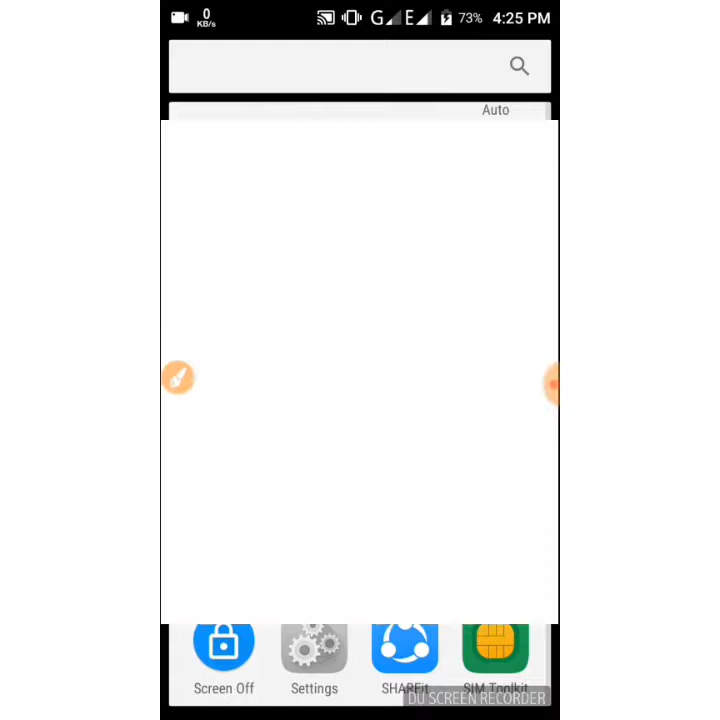 0 KB/s G E 73% 4:25 PM
Auto
Screen Off Settings SHAREit SIM Toolkit
DU SCREEN RECORDER